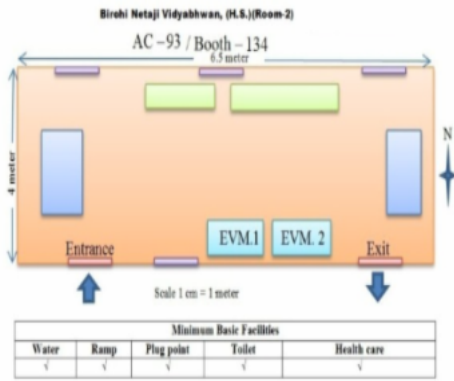 Birohi Netaji Vidyabhwan, (H.S.)(Room-2)
AC -93 / Booth - 134
6.5 meter
4 meter
N
EVM.1 EVM. 2
Entrance Exit
Scale 1 cm = 1 meter
Minimum Basic Facilities
Water Ramp Plug point Toilet Health care
√ √ √ √ √